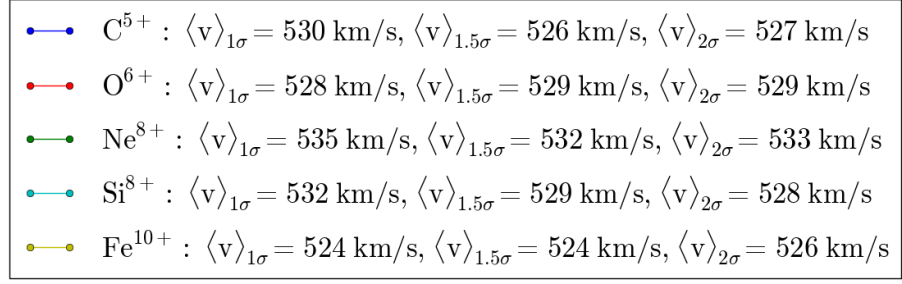 C⁵⁺ : ⟨v⟩₁σ = 530 km/s, ⟨v⟩₁.₅σ = 526 km/s, ⟨v⟩₂σ = 527 km/s
O⁶⁺ : ⟨v⟩₁σ = 528 km/s, ⟨v⟩₁.₅σ = 529 km/s, ⟨v⟩₂σ = 529 km/s
Ne⁸⁺ : ⟨v⟩₁σ = 535 km/s, ⟨v⟩₁.₅σ = 532 km/s, ⟨v⟩₂σ = 533 km/s
Si⁸⁺ : ⟨v⟩₁σ = 532 km/s, ⟨v⟩₁.₅σ = 529 km/s, ⟨v⟩₂σ = 528 km/s
Fe¹⁰⁺ : ⟨v⟩₁σ = 524 km/s, ⟨v⟩₁.₅σ = 524 km/s, ⟨v⟩₂σ = 526 km/s